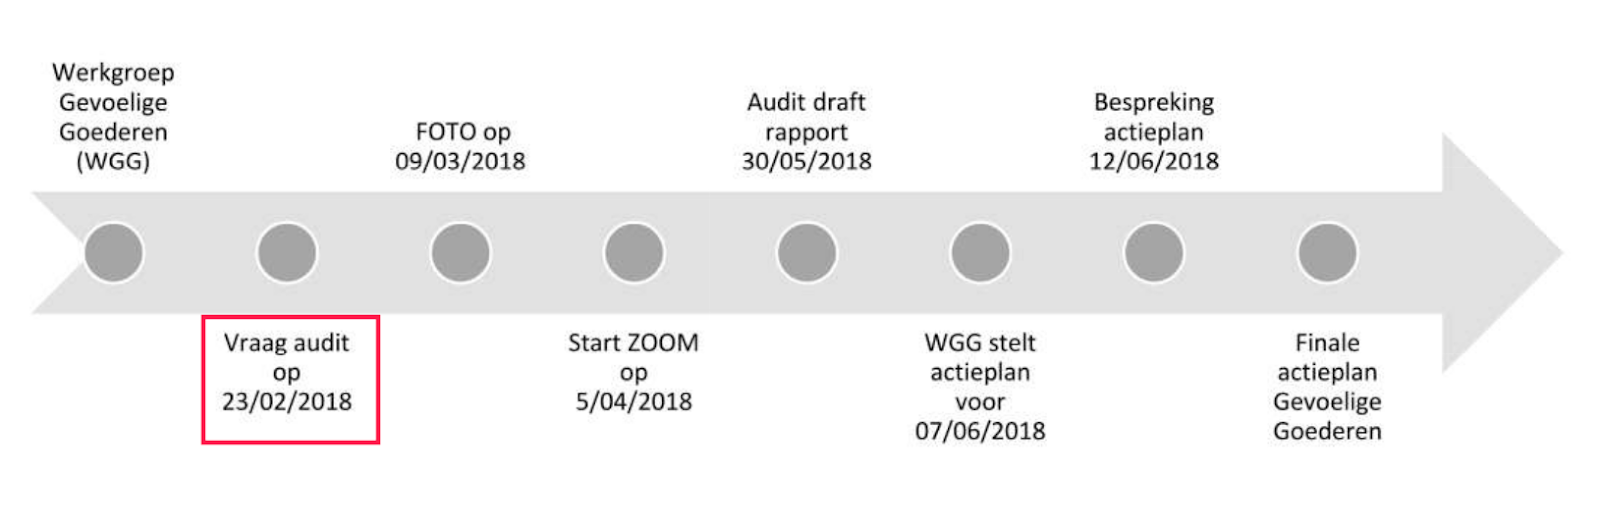 Werkgroep
Gevoelige
Goederen
(WGG)
Vraag audit
op
23/02/2018
FOTO op
09/03/2018
Start ZOOM
op
5/04/2018
Audit draft
rapport
30/05/2018
WGG stelt
actieplan
voor
07/06/2018
Bespreking
actieplan
12/06/2018
Finale
actieplan
Gevoelige
Goederen